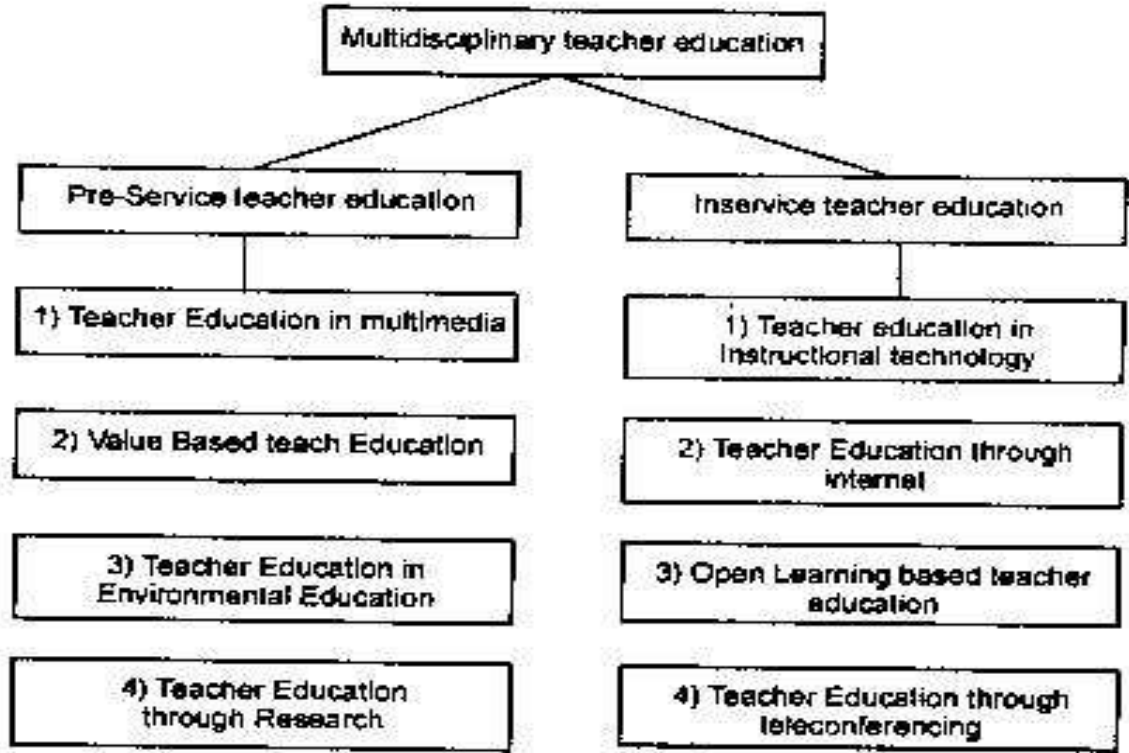 Multidisciplinary teacher education
Pre-Service teacher education
Inservice teacher education
1) Teacher Education in multimedia
1) Teacher education in
Instructional technology
2) Value Based teach Education
2) Teacher Education through
internet
3) Teacher Education in
Environmental Education
3) Open Learning based teacher
education
4) Teacher Education
through Research
4) Teacher Education through
teleconferencing